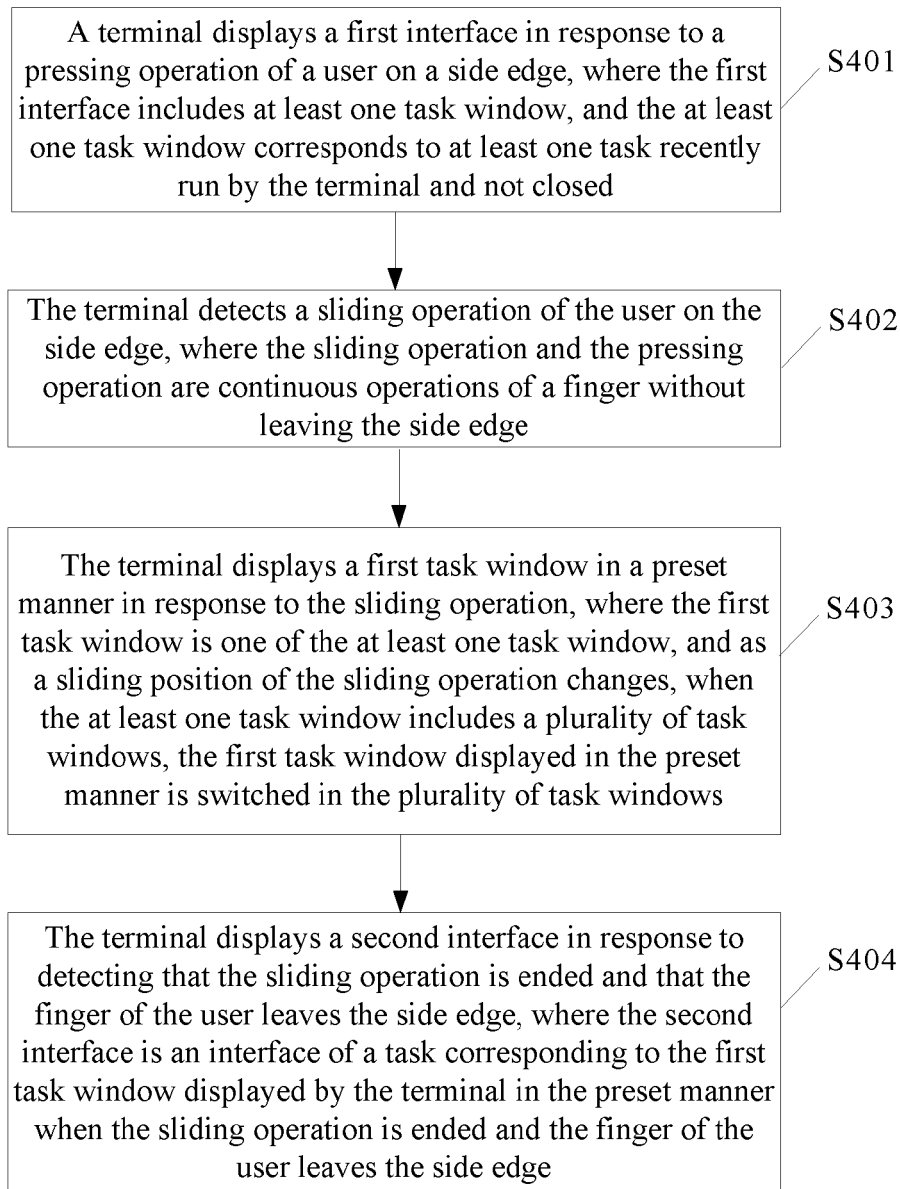 A terminal displays a first interface in response to a
pressing operation of a user on a side edge, where the first
interface includes at least one task window, and the at least
one task window corresponds to at least one task recently
run by the terminal and not closed
S401
The terminal detects a sliding operation of the user on the
side edge, where the sliding operation and the pressing
operation are continuous operations of a finger without
leaving the side edge
S402
The terminal displays a first task window in a preset
manner in response to the sliding operation, where the first
task window is one of the at least one task window, and as
a sliding position of the sliding operation changes, when
the at least one task window includes a plurality of task
windows, the first task window displayed in the preset
manner is switched in the plurality of task windows
S403
The terminal displays a second interface in response to
detecting that the sliding operation is ended and that the
finger of the user leaves the side edge, where the second
interface is an interface of a task corresponding to the first
task window displayed by the terminal in the preset manner
when the sliding operation is ended and the finger of the
user leaves the side edge
S404